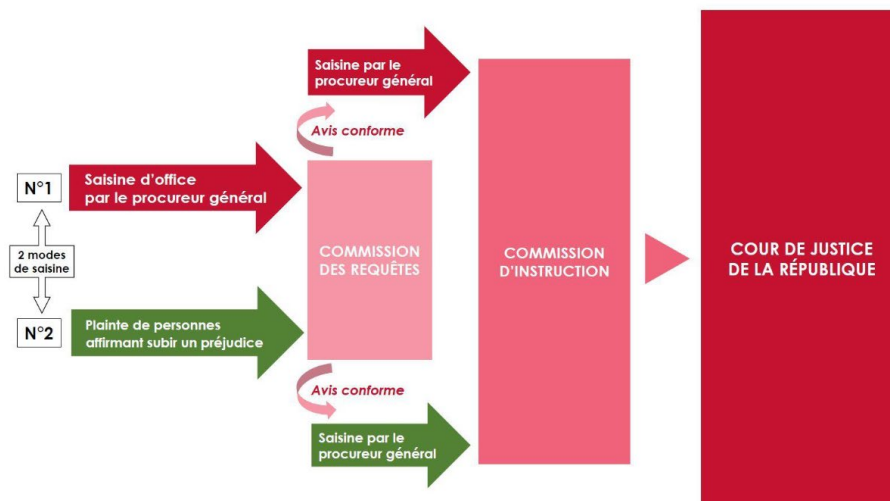 Saisine par le
procureur général
Avis conforme
N°1
Saisine d'office
par le procureur général
2 modes
de saisine
COMMISSION
DES REQUÊTES
COMMISSION
D'INSTRUCTION
COUR DE JUSTICE
DE LA RÉPUBLIQUE
N°2
Plainte de personnes
affirmant subir un préjudice
Avis conforme
Saisine par le
procureur général